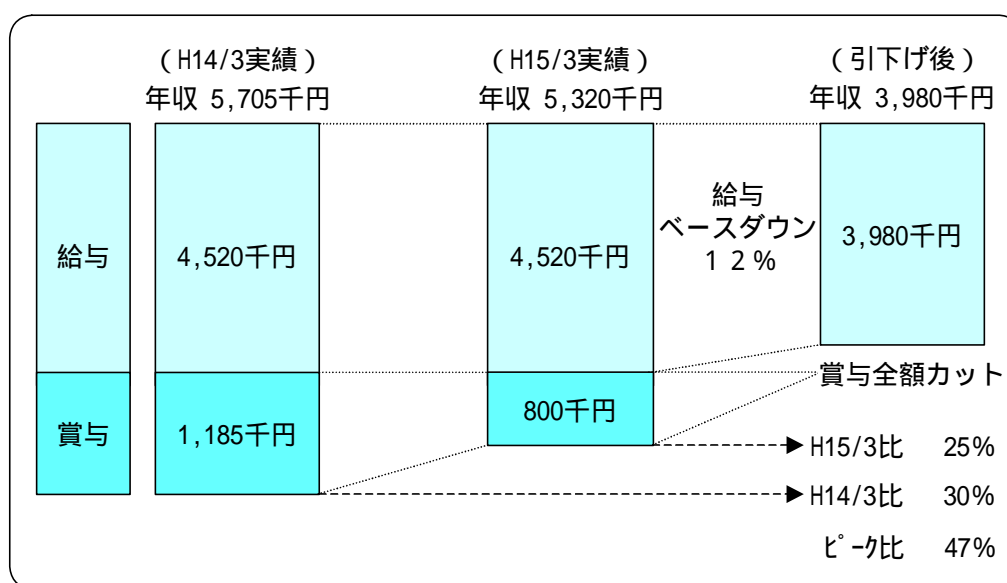 (H14/3実績)
年収 5,705千円
(H15/3実績)
年収 5,320千円
(引下げ後)
年収 3,980千円
給与
4,520千円
4,520千円
給与
ベースダウン
12%
3,980千円
賞与
1,185千円
800千円
賞与全額カット
H15/3比 25%
H14/3比 30%
ピーク比 47%